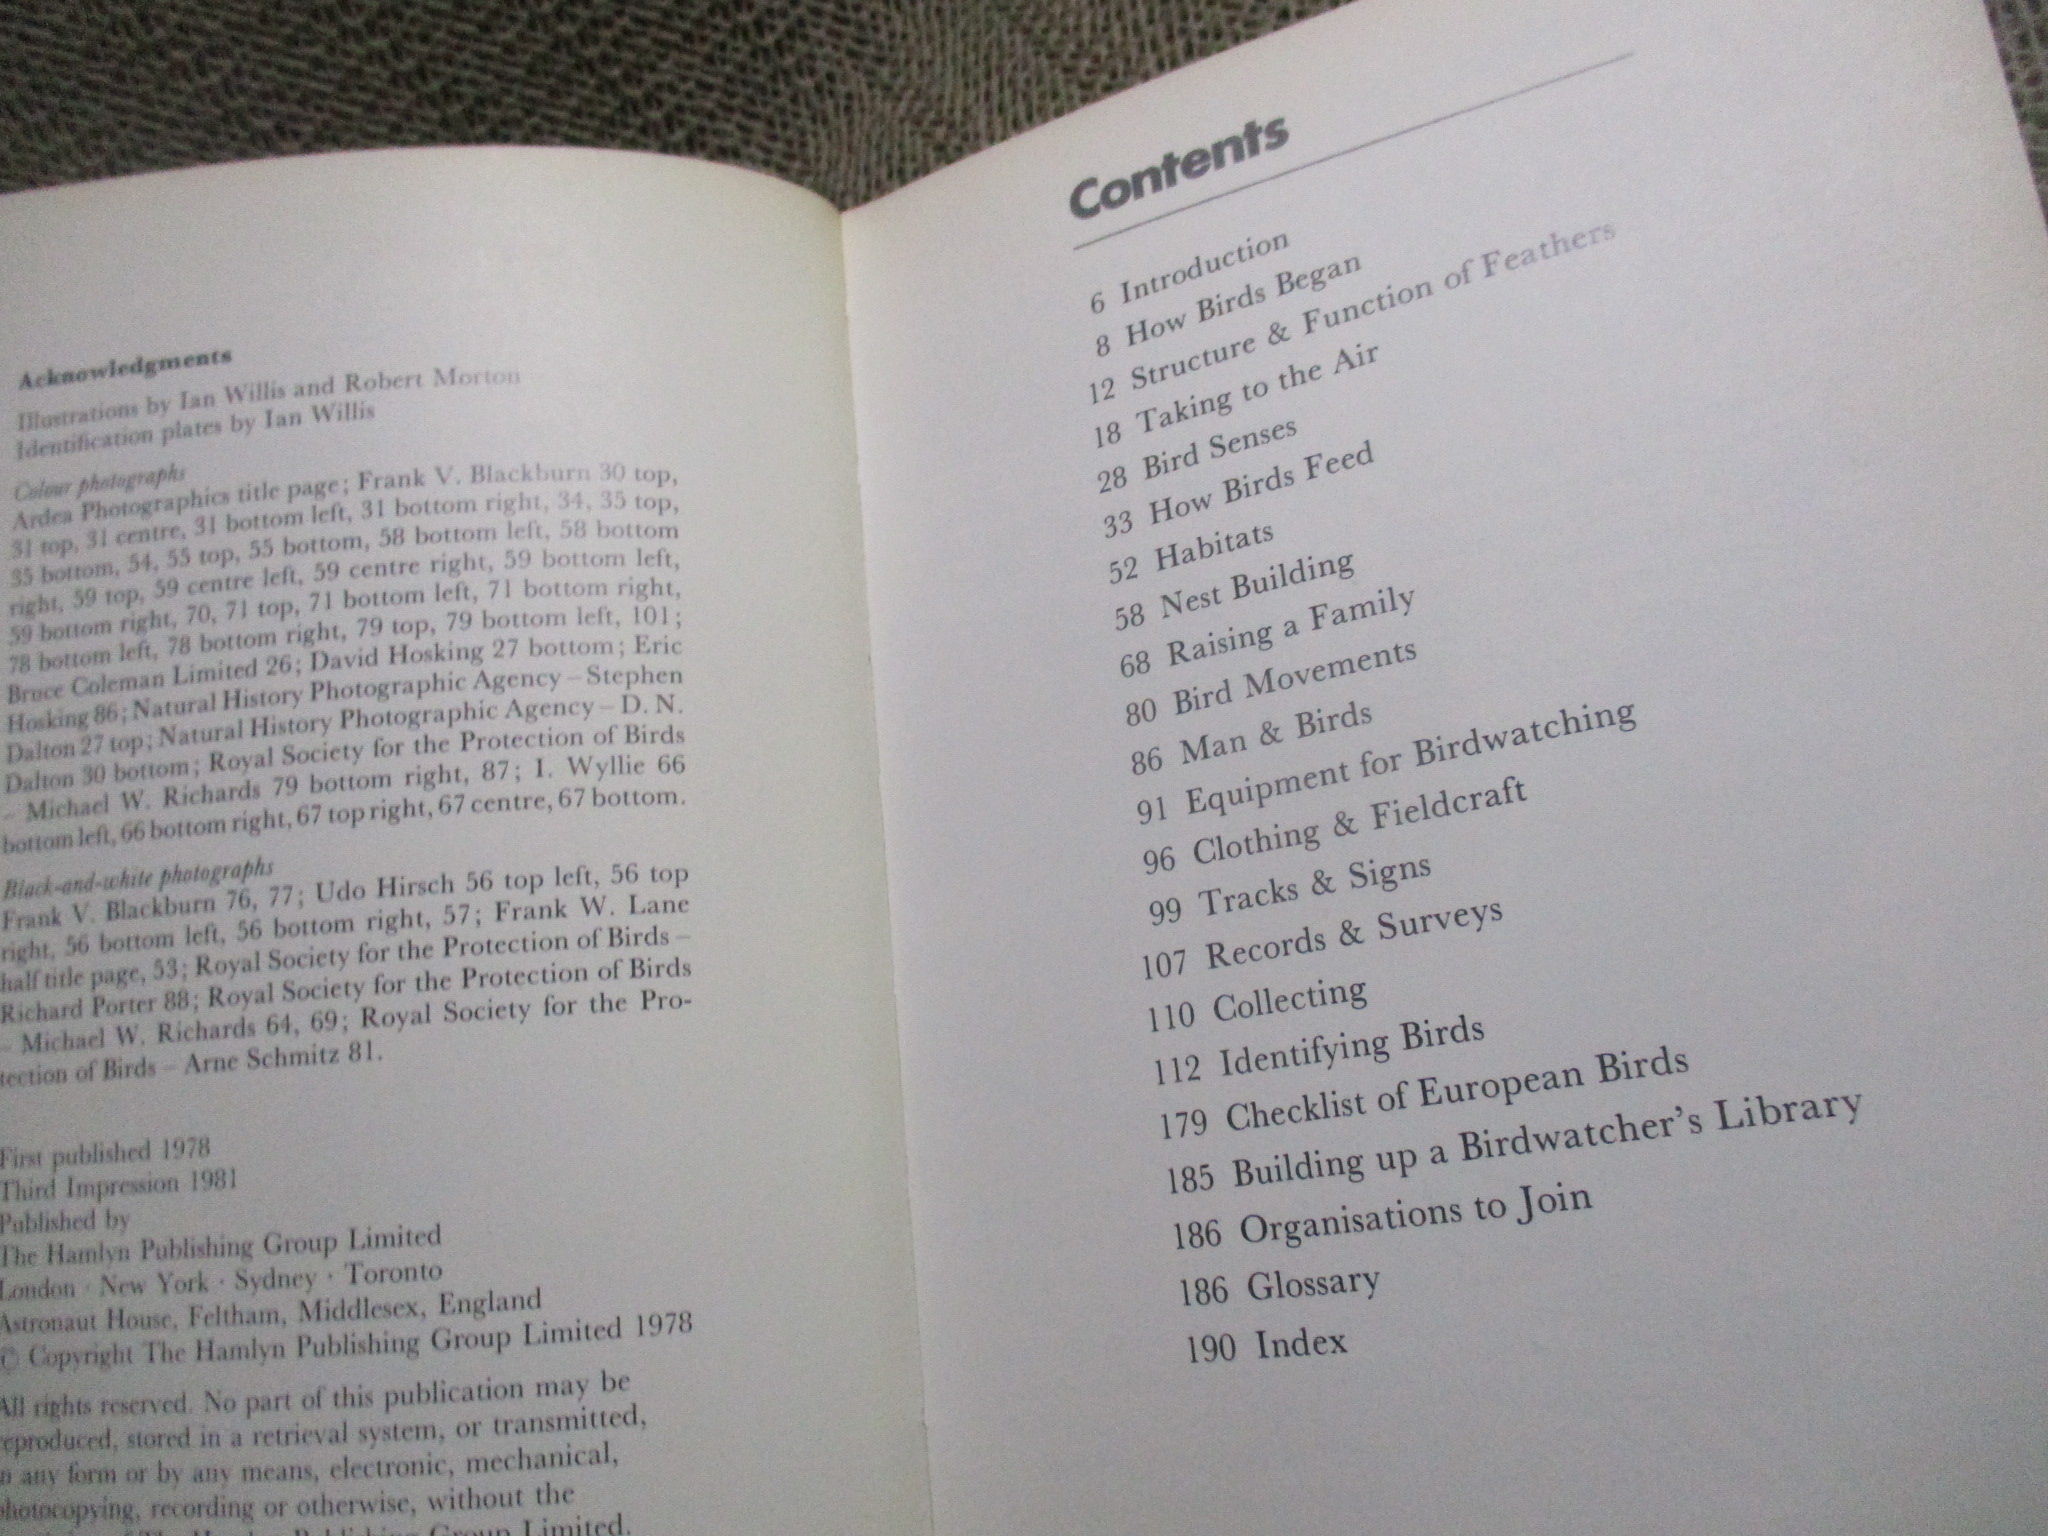 Acknowledgments
Illustrations by Ian Willis and Robert Morton
Identification plates by Ian Willis
Colour photographs
Ardea Photographics title page; Frank V. Blackburn 30 top,
31 top, 31 centre, 31 bottom left, 31 bottom right, 34, 35 top,
35 bottom, 54, 55 top, 55 bottom, 58 bottom left, 58 bottom
right, 59 top, 59 centre left, 59 centre right, 59 bottom left,
59 bottom right, 70, 71 top, 71 bottom left, 71 bottom right,
78 bottom left, 78 bottom right, 79 top, 79 bottom left, 101;
Bruce Coleman Limited 26; David Hosking 27 bottom; Eric
Hosking 86; Natural History Photographic Agency – Stephen
Dalton 27 top; Natural History Photographic Agency – D. N.
Dalton 30 bottom; Royal Society for the Protection of Birds
– Michael W. Richards 79 bottom right, 87; I. Wyllie 66
bottom left, 66 bottom right, 67 top right, 67 centre, 67 bottom.
Black-and-white photographs
Frank V. Blackburn 76, 77; Udo Hirsch 56 top left, 56 top
right, 56 bottom left, 56 bottom right, 57; Frank W. Lane
half title page, 53; Royal Society for the Protection of Birds –
Richard Porter 88; Royal Society for the Protection of Birds
– Michael W. Richards 64, 69; Royal Society for the Pro-
tection of Birds – Arne Schmitz 81.
First published 1978
Third Impression 1981
Published by
The Hamlyn Publishing Group Limited
London · New York · Sydney · Toronto
Astronaut House, Feltham, Middlesex, England
© Copyright The Hamlyn Publishing Group Limited 1978
All rights reserved. No part of this publication may be
reproduced, stored in a retrieval system, or transmitted,
in any form or by any means, electronic, mechanical,
photocopying, recording or otherwise, without the
The Hamlyn Publishing Group Limited.
Contents
6 Introduction
8 How Birds Began
12 Structure & Function of Feathers
18 Taking to the Air
28 Bird Senses
33 How Birds Feed
52 Habitats
58 Nest Building
68 Raising a Family
80 Bird Movements
86 Man & Birds
91 Equipment for Birdwatching
96 Clothing & Fieldcraft
99 Tracks & Signs
107 Records & Surveys
110 Collecting
112 Identifying Birds
179 Checklist of European Birds
185 Building up a Birdwatcher's Library
186 Organisations to Join
186 Glossary
190 Index